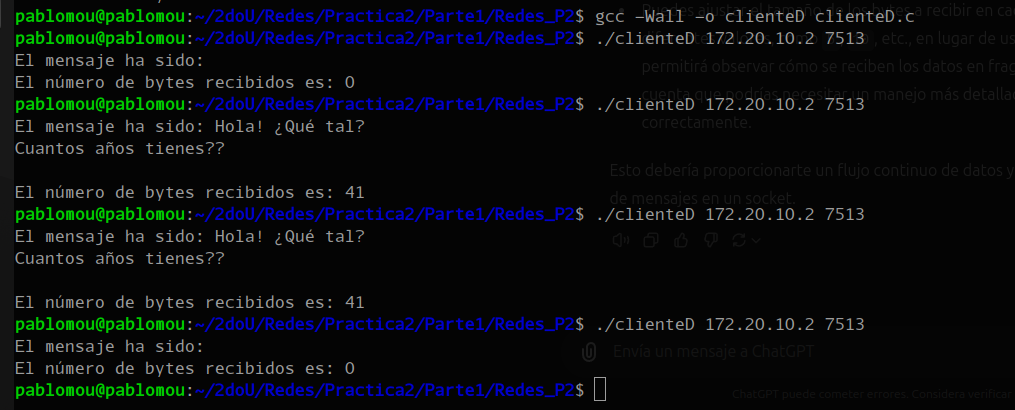 pablomou@pablomou:~/2doU/Redes/Practica2/Parte1/Redes_P2$ gcc -Wall -o clienteD clienteD.c
pablomou@pablomou:~/2doU/Redes/Practica2/Parte1/Redes_P2$ ./clienteD 172.20.10.2 7513
El mensaje ha sido:
El número de bytes recibidos es: 0
pablomou@pablomou:~/2doU/Redes/Practica2/Parte1/Redes_P2$ ./clienteD 172.20.10.2 7513
El mensaje ha sido: Hola! ¿Qué tal?
Cuantos años tienes??
El número de bytes recibidos es: 41
pablomou@pablomou:~/2doU/Redes/Practica2/Parte1/Redes_P2$ ./clienteD 172.20.10.2 7513
El mensaje ha sido: Hola! ¿Qué tal?
Cuantos años tienes??
El número de bytes recibidos es: 41
pablomou@pablomou:~/2doU/Redes/Practica2/Parte1/Redes_P2$ ./clienteD 172.20.10.2 7513
El mensaje ha sido:
El número de bytes recibidos es: 0
pablomou@pablomou:~/2doU/Redes/Practica2/Parte1/Redes_P2$
bytes a recibir en
, etc., en lugar de
permitirá observar cómo se reciben los datos en
cuenta que podrías necesitar un manejo más
correctamente.
Esto debería proporcionarte un flujo continuo de datos y
de mensajes en un socket.
Envía un mensaje a ChatGPT
ChatGPT puede cometer errores. Considera verificar